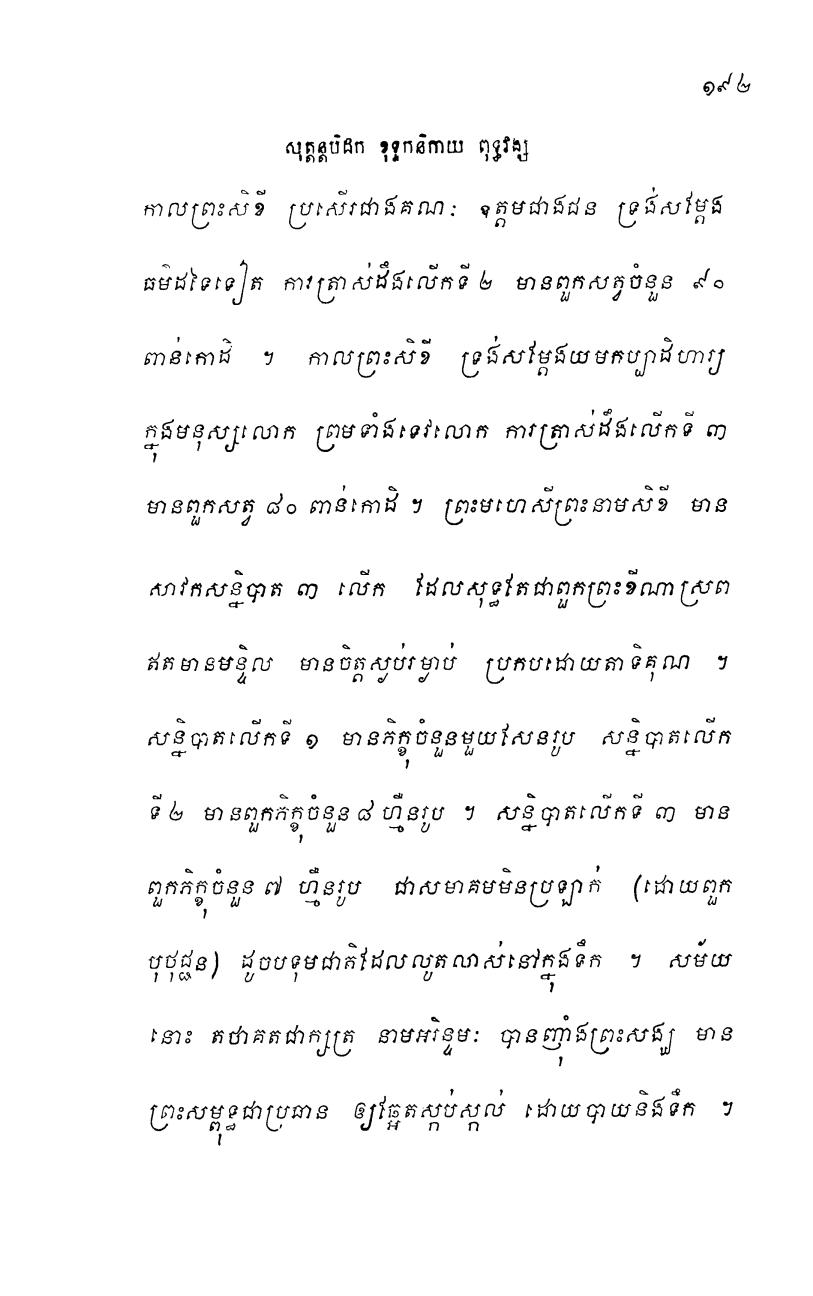 ១៩២
សុត្តន្តបិដក ខុទ្ទកនិកាយ ពុទ្ធវង្ស
កាលព្រះសិខី ប្រសើរជាងគណៈ ឧត្តមជាងជន ទ្រង់សម្តែង
ធម៌ដទៃទៀត ការត្រាស់ដឹងលើកទី ២ មានពួកសត្វចំនួន ៩០
ពាន់កោដិ ។ កាលព្រះសិខី ទ្រង់សម្តែងយមកប្បាដិហារ្យ
ក្នុងមនុស្សលោក ព្រមទាំងទេវលោក ការត្រាស់ដឹងលើកទី ៣
មានពួកសត្វ ៨០ ពាន់កោដិ ។ ព្រះមហេសីព្រះនាមសិខី មាន
សាវកសន្និបាត ៣ លើក ដែលសុទ្ធតែជាពួកព្រះខីណាស្រព
ឥតមានមន្ទិល មានចិត្តស្ងប់រម្ងាប់ ប្រកបដោយតាទិគុណ ។
សន្និបាតលើកទី ១ មានភិក្ខុចំនួនមួយសែនរូប សន្និបាតលើក
ទី ២ មានពួកភិក្ខុចំនួន ៨ ហ្មឺនរូប ។ សន្និបាតលើកទី ៣ មាន
ពួកភិក្ខុចំនួន ៧ ហ្មឺនរូប ជាសមាគមមិនប្រឡាក់ (ដោយពួក
បុថុជ្ជន) ដូចបទុមជាតិដែលលូតលាស់នៅក្នុងទឹក ។ សម័យ
នោះ តថាគតជាក្សត្រ នាមអរិន្ទមៈ បានញ៉ាំងព្រះសង្ឃ មាន
ព្រះសម្ពុទ្ធជាប្រធាន ឲ្យឆ្អែតស្កប់ស្កល់ ដោយបាយនិងទឹក ។